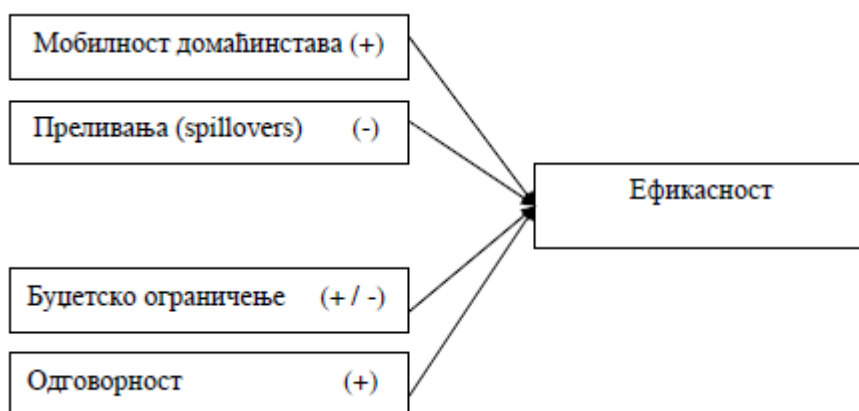 Мобилност домаћинстава (+)
Преливања (spillovers) (-)
Ефикасност
Буџетско ограничење (+ / -)
Одговорност (+)